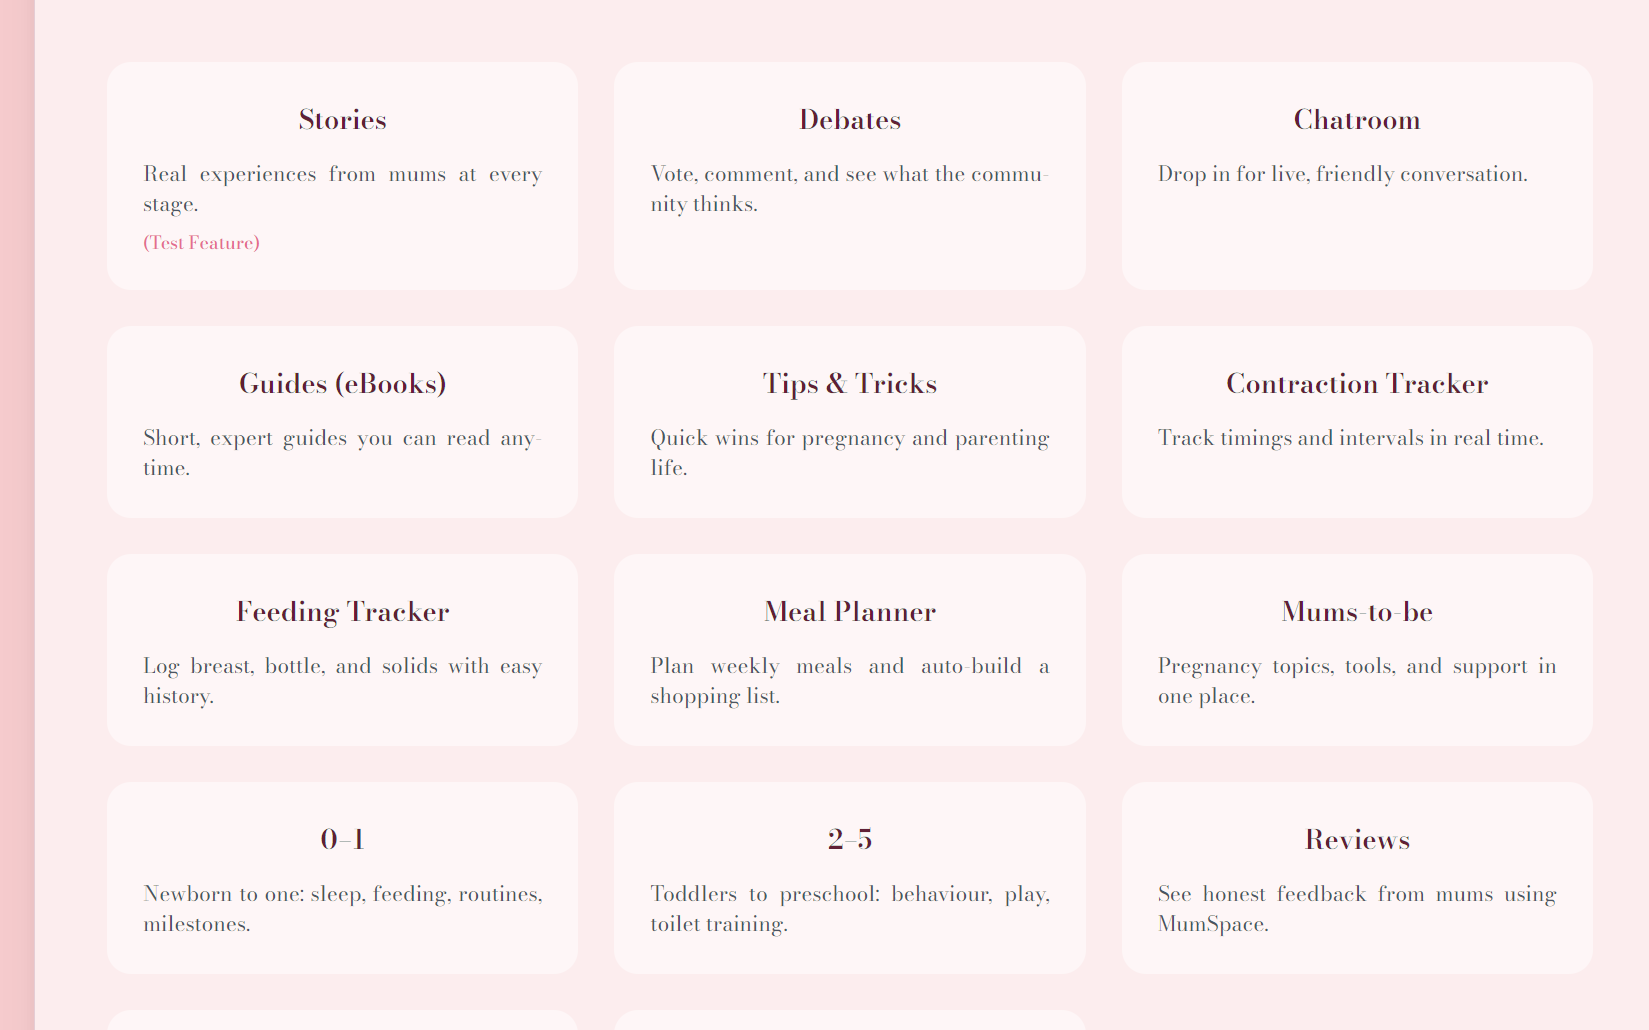 Stories
Real experiences from mums at every
stage.
(Test Feature)
Debates
Vote, comment, and see what the commu-
nity thinks.
Chatroom
Drop in for live, friendly conversation.
Guides (eBooks)
Short, expert guides you can read any-
time.
Tips & Tricks
Quick wins for pregnancy and parenting
life.
Contraction Tracker
Track timings and intervals in real time.
Feeding Tracker
Log breast, bottle, and solids with easy
history.
Meal Planner
Plan weekly meals and auto-build a
shopping list.
Mums-to-be
Pregnancy topics, tools, and support in
one place.
0–1
Newborn to one: sleep, feeding, routines,
milestones.
2–5
Toddlers to preschool: behaviour, play,
toilet training.
Reviews
See honest feedback from mums using
MumSpace.